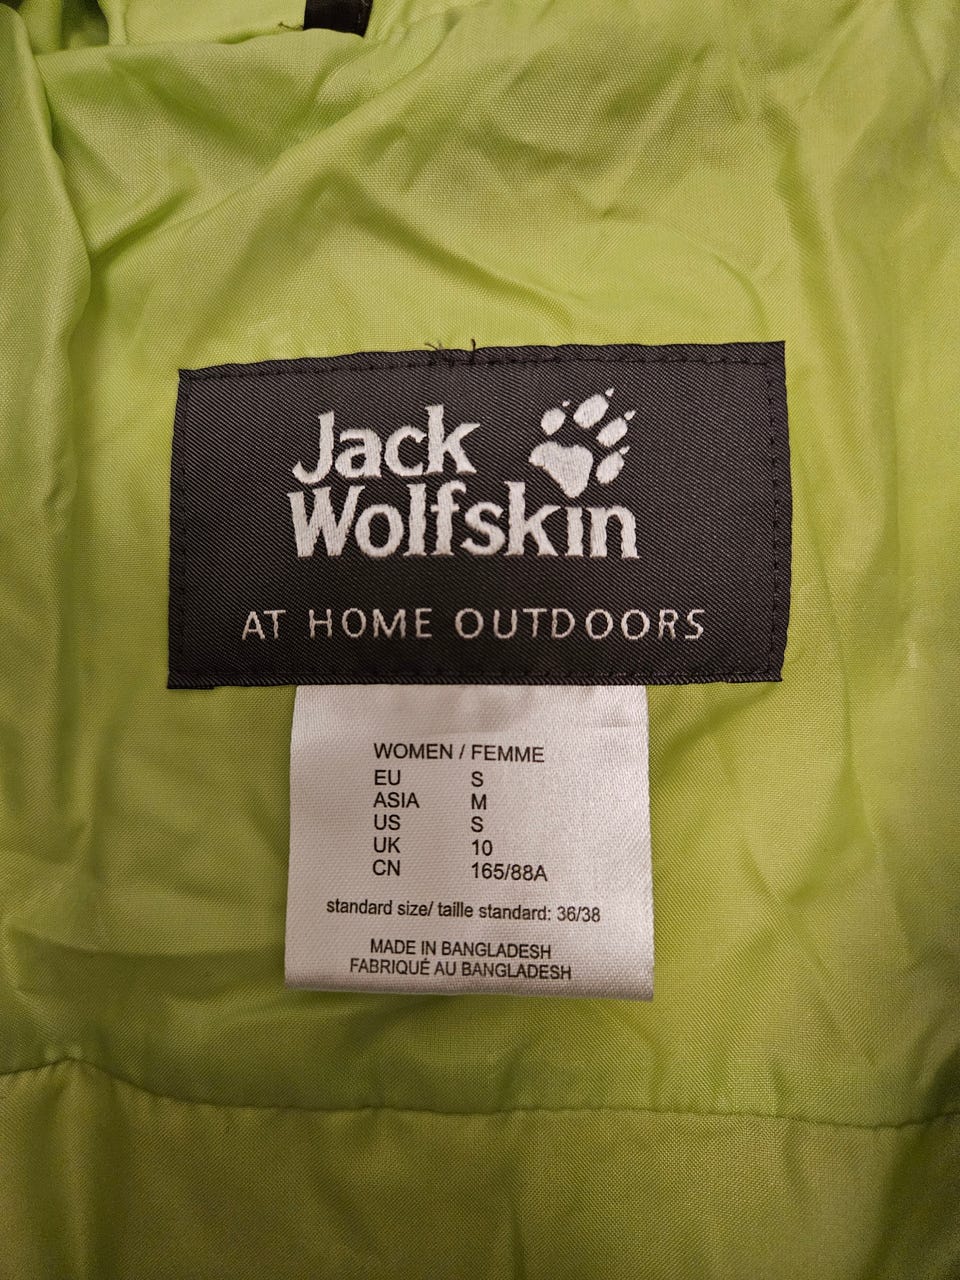 Jack
Wolfskin
AT HOME OUTDOORS
WOMEN / FEMME
EU S
ASIA M
US S
UK 10
CN 165/88A
standard size/ taille standard: 36/38
MADE IN BANGLADESH
FABRIQUÉ AU BANGLADESH